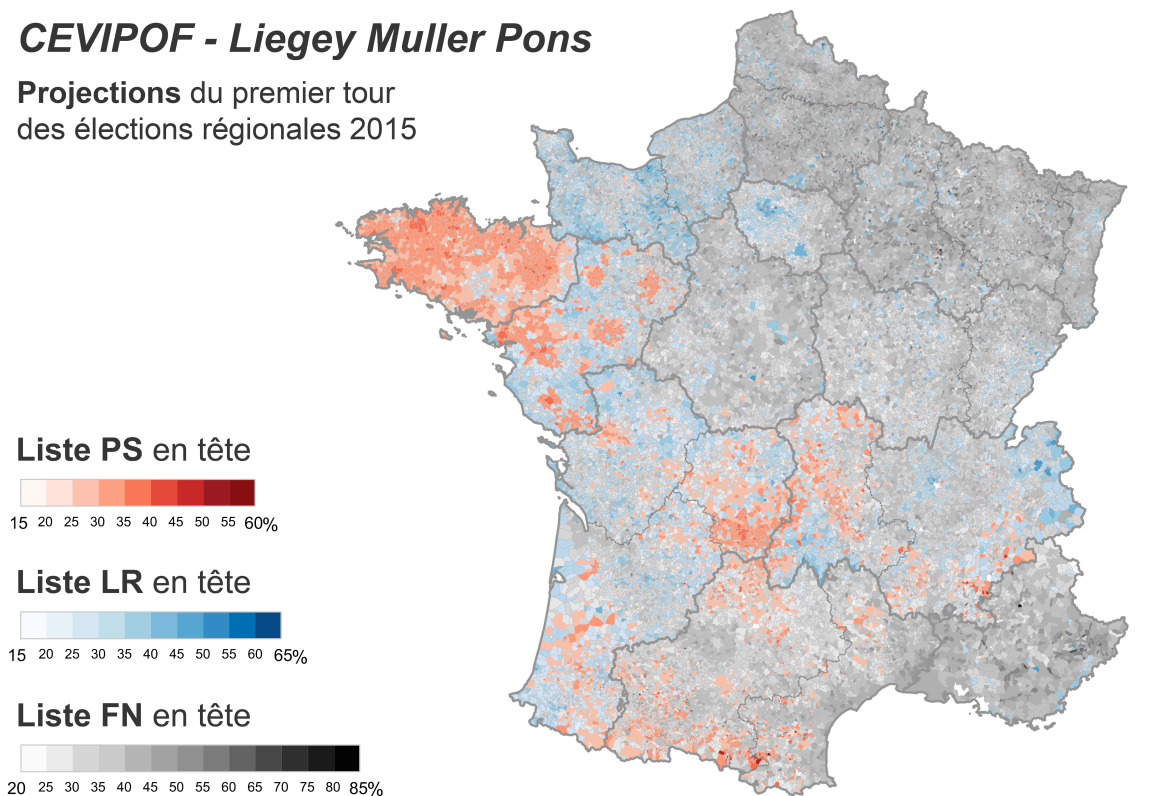 CEVIPOF - Liegey Muller Pons
Projections du premier tour
des élections régionales 2015
Liste PS en tête
15 20 25 30 35 40 45 50 55 60%
Liste LR en tête
15 20 25 30 35 40 45 50 55 60 65%
Liste FN en tête
20 25 30 35 40 45 50 55 60 65 70 75 80 85%